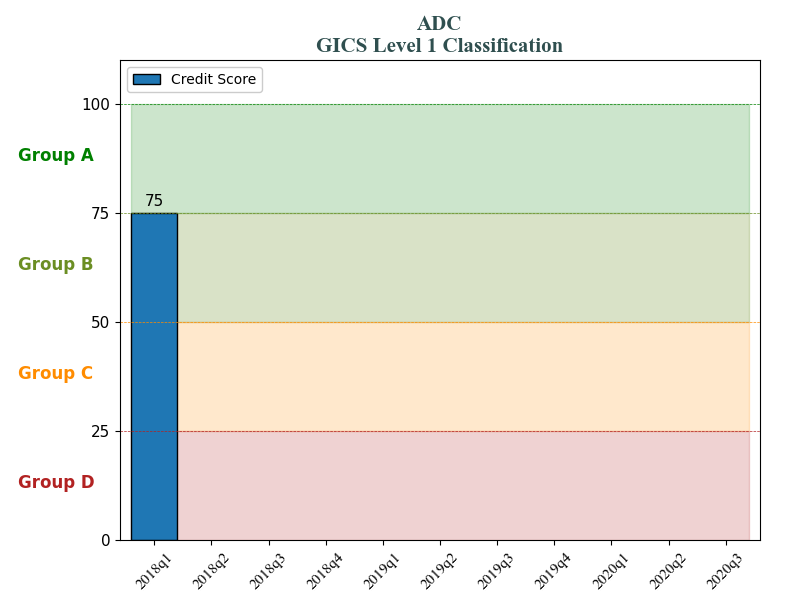 ADC
GICS Level 1 Classification
Credit Score
100
Group A
75
75
Group B
50
Group C
25
Group D
0
2018q1 2018q2 2018q3 2018q4 2019q1 2019q2 2019q3 2019q4 2020q1 2020q2 2020q3